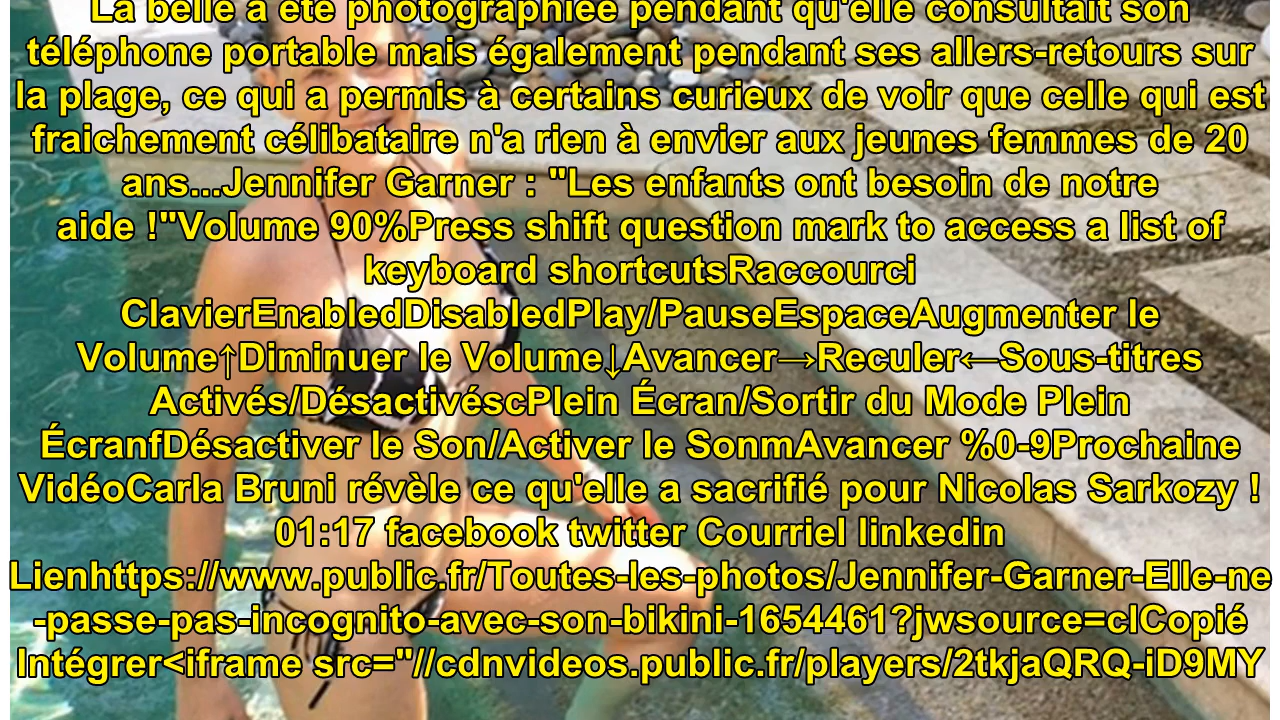 La belle a été photographiée pendant qu'elle consultait son
téléphone portable mais également pendant ses allers-retours sur
la plage, ce qui a permis à certains curieux de voir que celle qui est
fraichement célibataire n'a rien à envier aux jeunes femmes de 20
ans...Jennifer Garner : "Les enfants ont besoin de notre
aide !"Volume 90%Press shift question mark to access a list of
keyboard shortcutsRaccourci
ClavierEnabledDisabledPlay/PauseEspaceAugmenter le
Volume↑Diminuer le Volume↓Avancer→Reculer←Sous-titres
Activés/DésactivéscPlein Écran/Sortir du Mode Plein
ÉcranfDésactiver le Son/Activer le SonmAvancer %0-9Prochaine
VidéoCarla Bruni révèle ce qu'elle a sacrifié pour Nicolas Sarkozy !
01:17 facebook twitter Courriel linkedin
Lienhttps://www.public.fr/Toutes-les-photos/Jennifer-Garner-Elle-ne
-passe-pas-incognito-avec-son-bikini-1654461?jwsource=clCopié
Intégrer<iframe src="//cdnvideos.public.fr/players/2tkjaQRQ-iD9MY